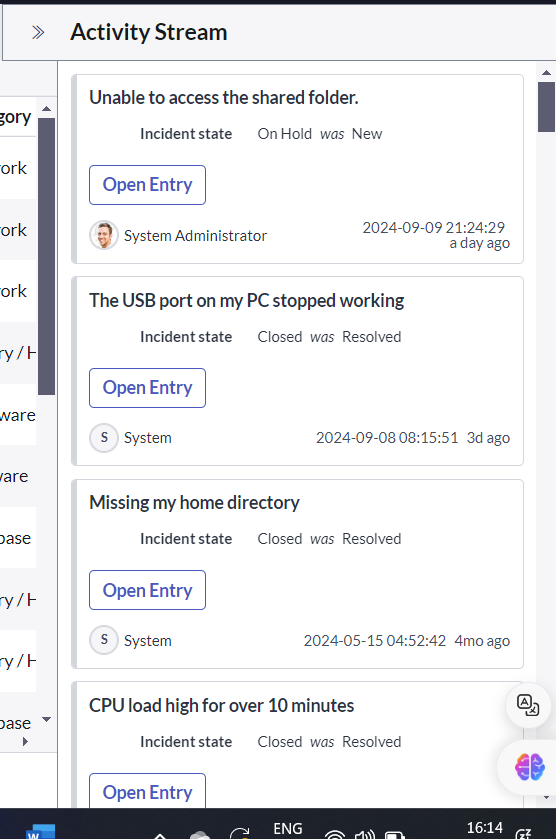 Activity Stream
gory
ork
ork
ork
ry / H
ware
are
base
ry / H
ry / H
base
Unable to access the shared folder.
Incident state On Hold was New
Open Entry
System Administrator
2024-09-09 21:24:29
a day ago
The USB port on my PC stopped working
Incident state Closed was Resolved
Open Entry
S System 2024-09-08 08:15:51 3d ago
Missing my home directory
Incident state Closed was Resolved
Open Entry
S System 2024-05-15 04:52:42 4mo ago
CPU load high for over 10 minutes
Incident state Closed was Resolved
Open Entry
W ENG 16:14